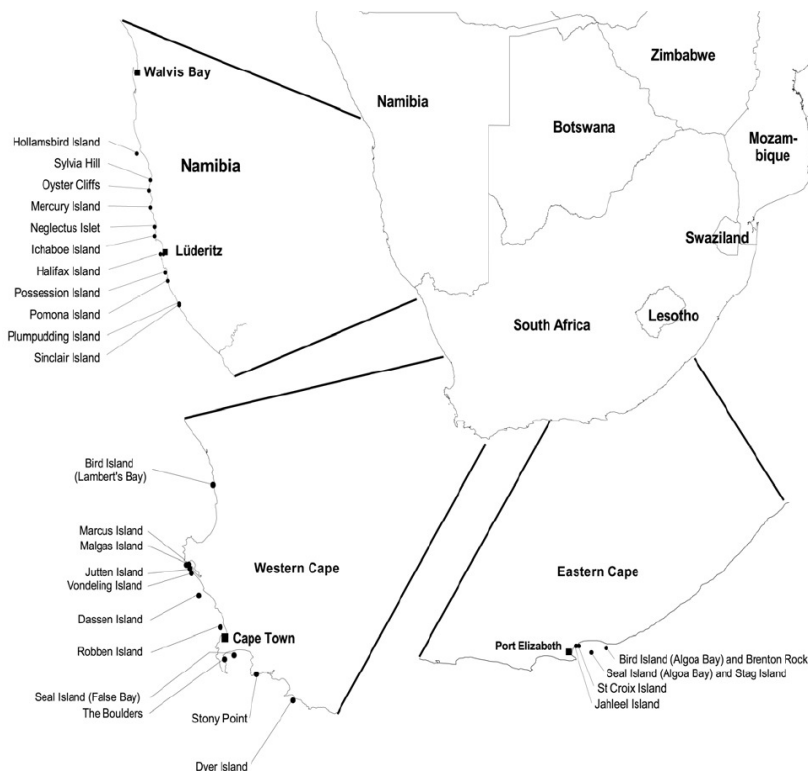 Walvis Bay
Hollamsbird Island
Sylvia Hill
Oyster Cliffs
Mercury Island
Neglectus Islet
Ichaboe Island
Halifax Island
Possession Island
Pomona Island
Plumpudding Island
Sinclair Island
Namibia
Lüderitz
Namibia
Zimbabwe
Botswana
Mozam-
bique
Swaziland
Lesotho
South Africa
Bird Island
(Lambert's Bay)
Marcus Island
Malgas Island
Jutten Island
Vondeling Island
Dassen Island
Robben Island
Seal Island (False Bay)
The Boulders
Stony Point
Dyer Island
Western Cape
Cape Town
Eastern Cape
Port Elizabeth
Bird Island (Algoa Bay) and Brenton Rock
Seal Island (Algoa Bay) and Stag Island
St Croix Island
Jahleel Island